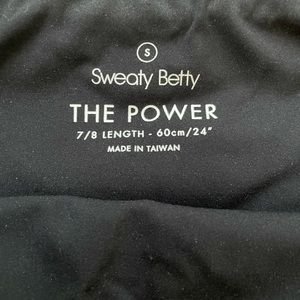 S
Sweaty Betty
THE POWER
7/8 LENGTH - 60cm/24"
MADE IN TAIWAN